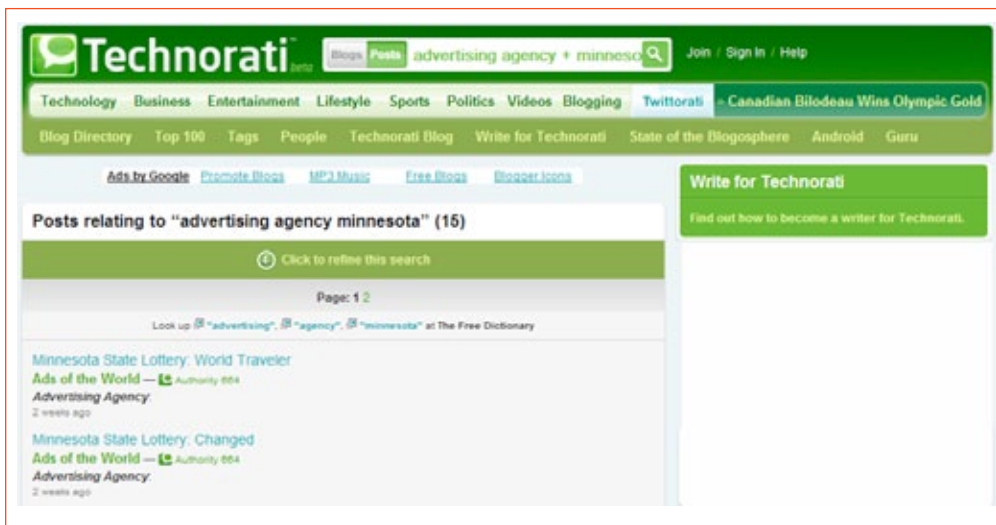 Technorati™ beta
Blogs Posts advertising agency + minneso
Join / Sign In / Help
Technology Business Entertainment Lifestyle Sports Politics Videos Blogging Twittorati » Canadian Bilodeau Wins Olympic Gold
Blog Directory Top 100 Tags People Technorati Blog Write for Technorati State of the Blogosphere Android Guru
Ads by Google Promote Blogs MP3 Music Free Blogs Blogger Icons
Write for Technorati
Find out how to become a writer for Technorati.
Posts relating to “advertising agency minnesota” (15)
Click to refine this search
Page: 1 2
Look up "advertising", "agency", "minnesota" at The Free Dictionary
Minnesota State Lottery: World Traveler
Ads of the World — Authority 664
Advertising Agency:
2 weeks ago
Minnesota State Lottery: Changed
Ads of the World — Authority 664
Advertising Agency:
2 weeks ago